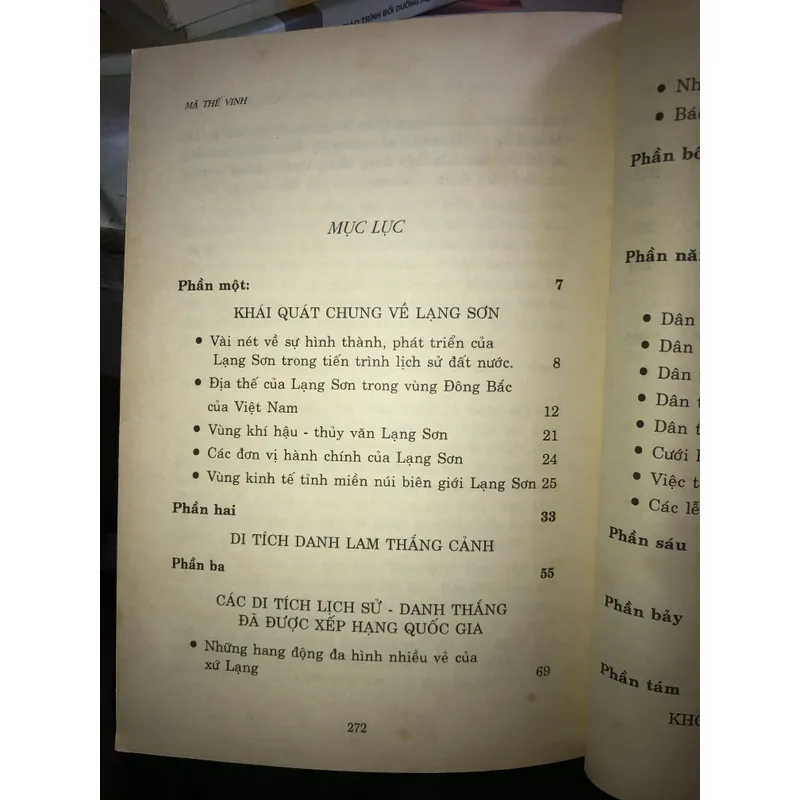 TRÌNH BỒI DƯỠNG
MÃ THẾ VINH
MỤC LỤC
Phần một: 7
KHÁI QUÁT CHUNG VỀ LẠNG SƠN
• Vài nét về sự hình thành, phát triển của
Lạng Sơn trong tiến trình lịch sử đất nước. 8
• Địa thế của Lạng Sơn trong vùng Đông Bắc
của Việt Nam 12
• Vùng khí hậu - thủy văn Lạng Sơn 21
• Các đơn vị hành chính của Lạng Sơn 24
• Vùng kinh tế tỉnh miền núi biên giới Lạng Sơn 25
Phần hai 33
DI TÍCH DANH LAM THẮNG CẢNH
Phần ba 55
CÁC DI TÍCH LỊCH SỬ - DANH THẮNG
ĐÃ ĐƯỢC XẾP HẠNG QUỐC GIA
• Những hang động đa hình nhiều vẻ của
xứ Lạng 69
272
• Nh
• Bá
Phần bố
Phần nă
• Dân
• Dân
• Dân t
• Dân t
• Dân t
• Cưới
• Việc t
• Các lễ
Phần sáu
Phần bảy
Phần tám
KHO